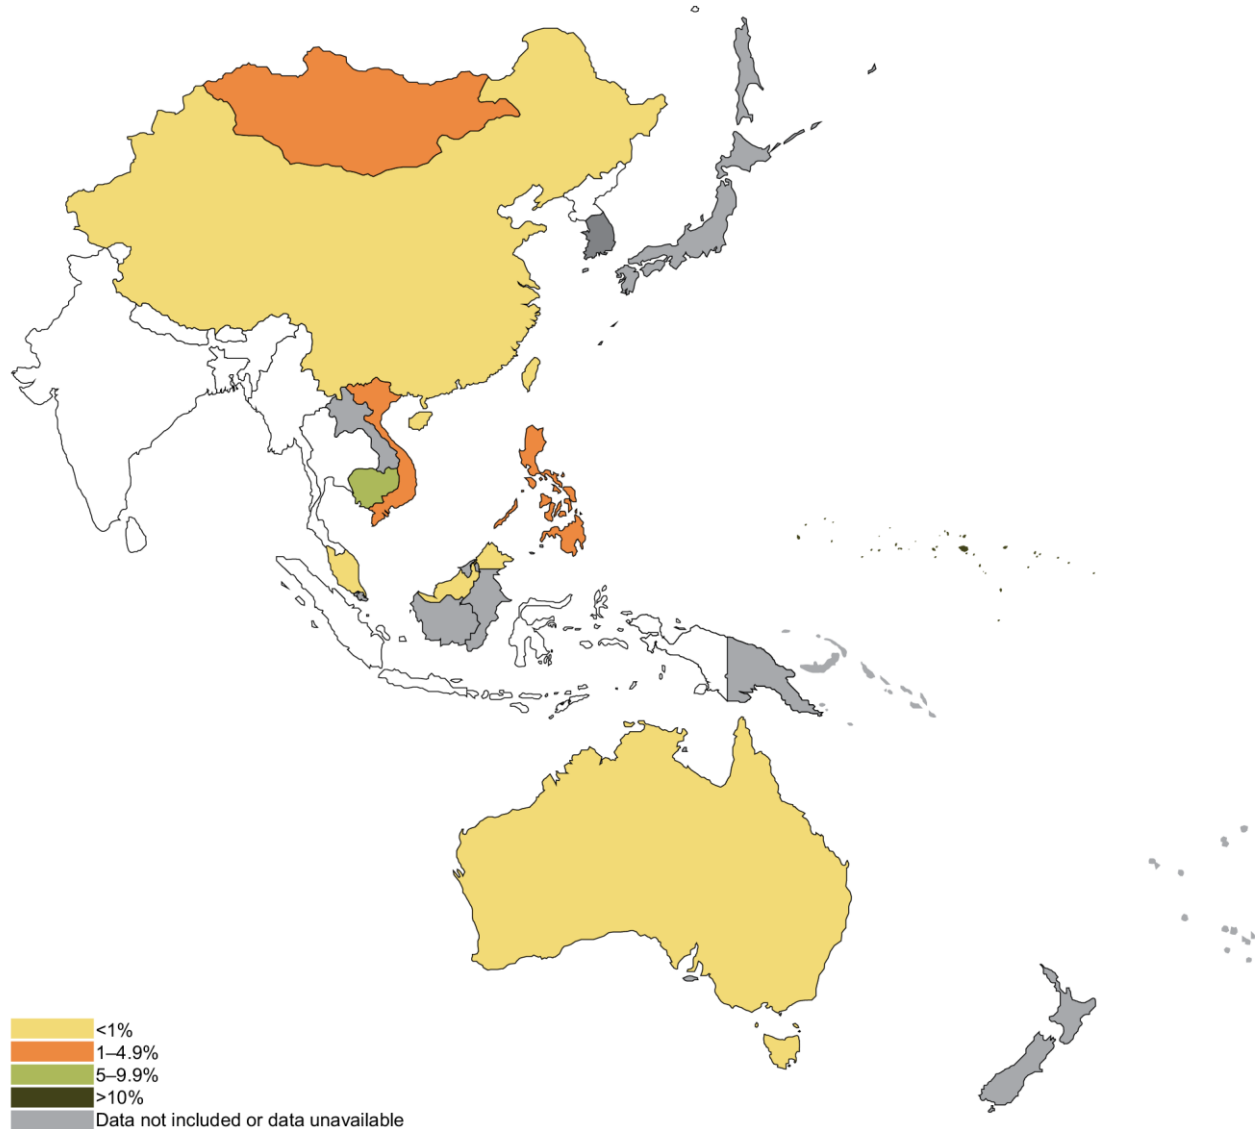 <1%
1–4.9%
5–9.9%
>10%
Data not included or data unavailable